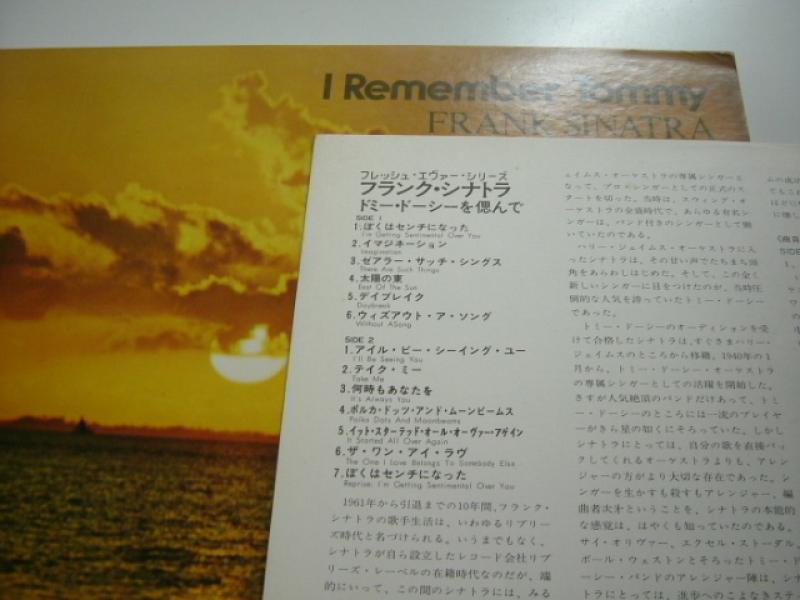 I Remember Tommy
FRANK SINATRA
フレッシュ・エヴァー・シリーズ
フランク・シナトラ
ドミー・ドーシーを偲んで
SIDE 1
1.ぼくはセンチになった
I'm Getting Sentimental Over You
2.イマジネーション
Imagination
3.ゼアラー・サッチ・シングス
There Are Such Things
4.太陽の東
East Of The Sun
5.デイブレイク
Daybreak
6.ウィズアウト・ア・ソング
Without ASong
SIDE 2
1.アイル・ビー・シーイング・ユー
I'll Be Seeing You
2.テイク・ミー
Take Me
3.何時もあなたを
It's Always You
4.ポルカ・ドッツ・アンド・ムーンビームス
Polka Dots And Moonbeams
5.イット・スターテッド・オール・オーヴァー・アゲイン
It Started All Over Again
6.ザ・ワン・アイ・ラヴ
The One I Love Belongs To Somebody Else
7.ぼくはセンチになった
Reprise: I'm Getting Sentimental Over You
1961年から引退までの10年間、フランク・
シナトラの歌手生活は、いわゆるリプリー
ズ時代と名づけられる。いうまでもなく、
シナトラが自ら設立したレコード会社リプ
リーズ・レーベルの在籍時代なのだが、端
的にいって、この間のシナトラには、みる
ェイムス・オーケストラの専属シンガーと
なって、プロ・シンガーとしての正式のス
タートを切った。当時は、スウィング・オ
ーケストラの全盛時代で、あらゆる有名シ
ンガーは、バンド付きのシンガーとして働
いていたのである。
ハリー・ジェイムス・オーケストラに入
ったシナトラは、その甘い声でたちまち頭
角をあらわしはじめた。そして、この全く
新しいシンガーに目をつけたのが、当時圧
倒的な人気を誇っていたトミー・ドーシー
であった。
トミー・ドーシーのオーディションを受
けて合格したシナトラは、すぐさまハリー・
ジェイムスのところから移籍、1940年の1
月から、トミー・ドーシー・オーケストラ
の専属シンガーとしての活躍を開始した。
さすが人気絶頂のバンドだけあって、トミ
ー・ドーシーのところには一流のプレイヤ
ーがきら星の如くにそろっていた。しかし
シナトラにとっては、自分の歌を直接バッ
クしてくれるオーケストラよりも、アレン
ジャーの方がより大切な存在であった。シ
ンガーを生かすも殺すもアレンジャー、編
曲者次才ということを、シナトラの本能的
な感覚は、はやくも知っていたのである。
サイ・オリヴァー、エクセル・ストーダル、
ポール・ウェストンとそろったトミー・ド
ーシー・バンドのアレンジャー陣は、シナ
トラにとっては、進歩へのこよなきステ